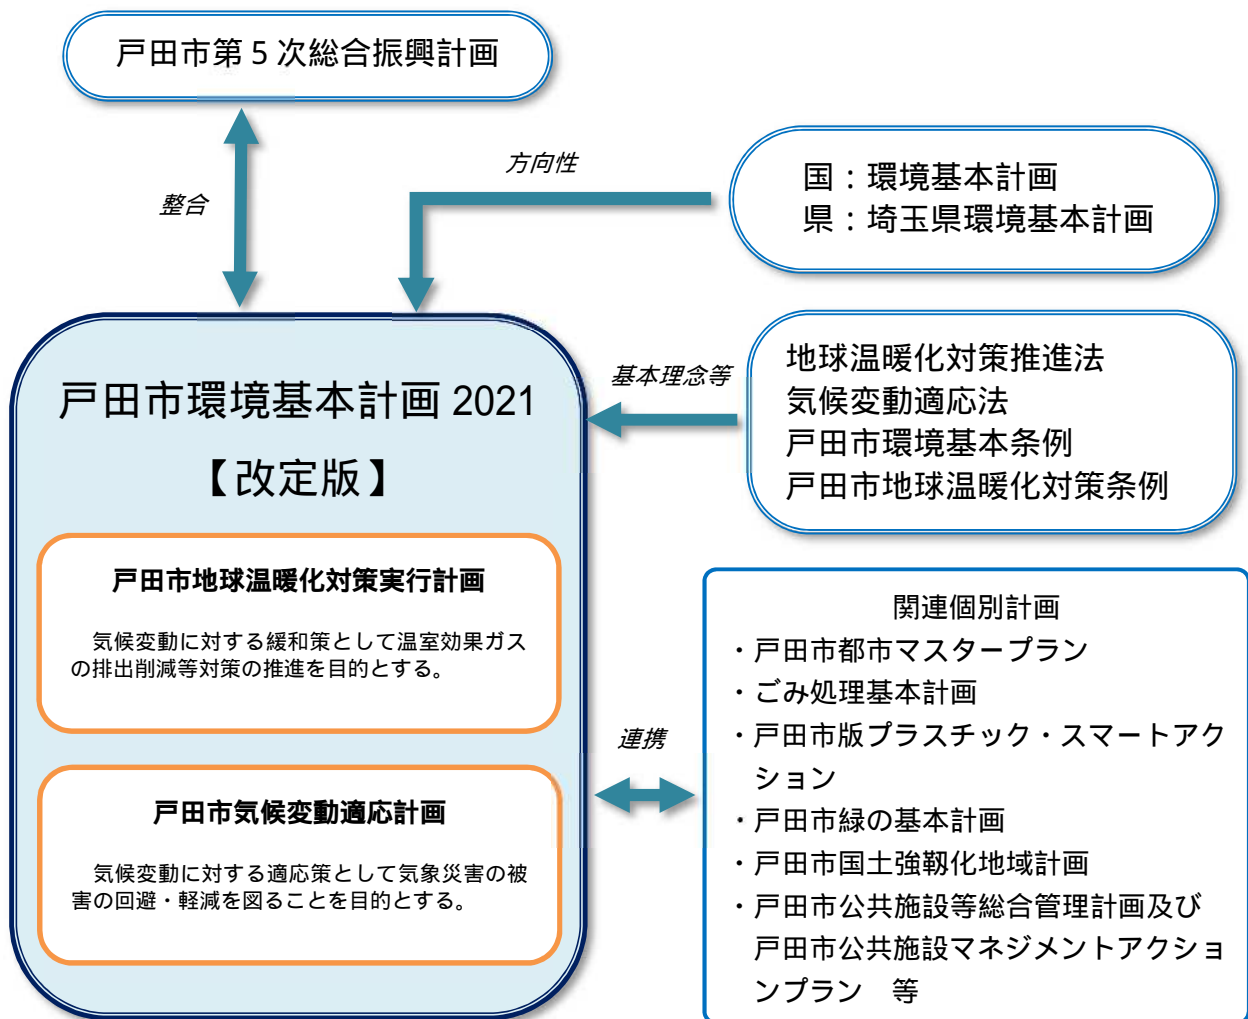 戸田市第5次総合振興計画
整合
方向性
国：環境基本計画
県：埼玉県環境基本計画
基本理念等
地球温暖化対策推進法
気候変動適応法
戸田市環境基本条例
戸田市地球温暖化対策条例
戸田市環境基本計画 2021
【改定版】
戸田市地球温暖化対策実行計画
気候変動に対する緩和策として温室効果ガス
の排出削減等対策の推進を目的とする。
戸田市気候変動適応計画
気候変動に対する適応策として気象災害の被
害の回避・軽減を図ることを目的とする。
連携
関連個別計画
・戸田市都市マスタープラン
・ごみ処理基本計画
・戸田市版プラスチック・スマートアク
ション
・戸田市緑の基本計画
・戸田市国土強靱化地域計画
・戸田市公共施設等総合管理計画及び
戸田市公共施設マネジメントアクショ
ンプラン　等